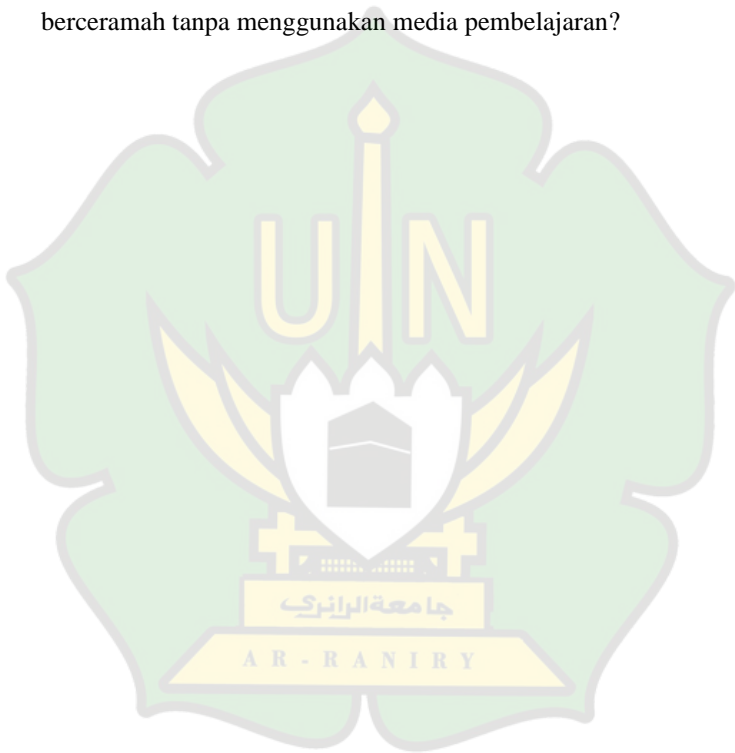 berceramah tanpa menggunakan media pembelajaran?
UIN
جامعة الرانري
AR-RANIRY